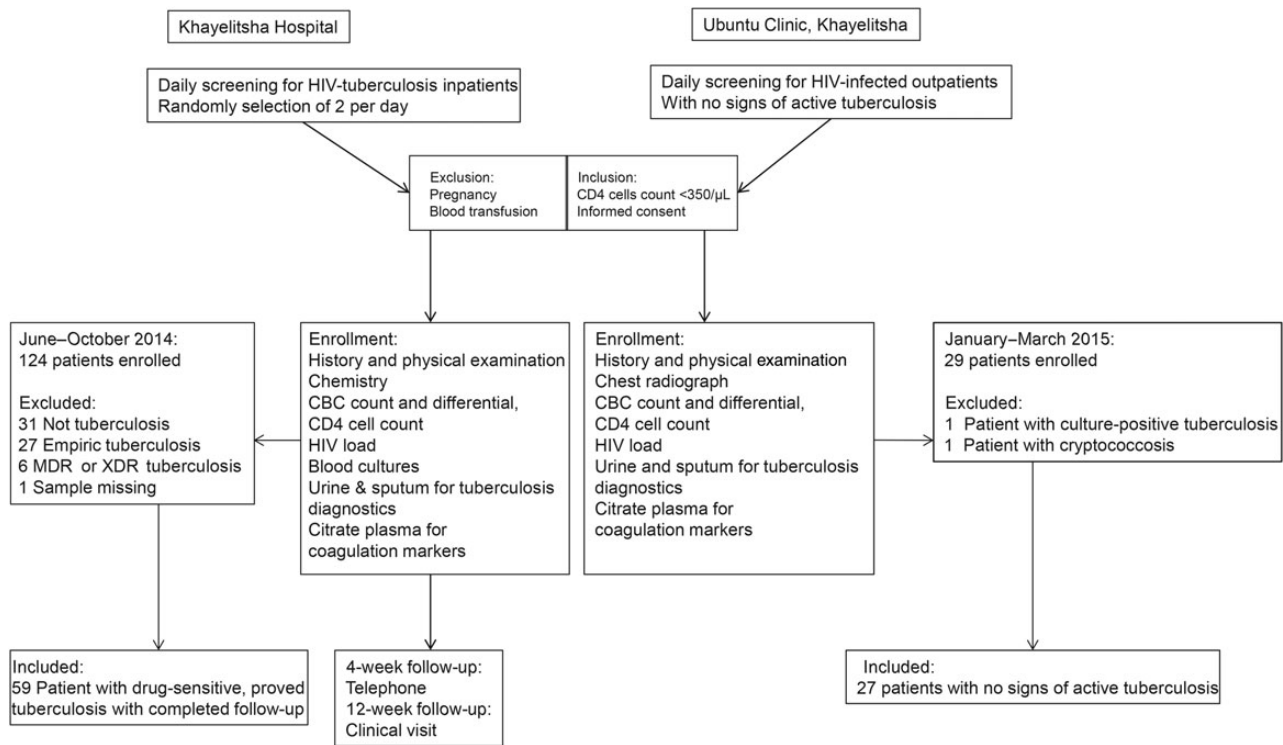 Khayelitsha Hospital
Ubuntu Clinic, Khayelitsha
Daily screening for HIV-tuberculosis inpatients
Randomly selection of 2 per day
Daily screening for HIV-infected outpatients
With no signs of active tuberculosis
Exclusion:
Pregnancy
Blood transfusion
Inclusion:
CD4 cells count <350/µL
Informed consent
June–October 2014:
124 patients enrolled
Excluded:
31 Not tuberculosis
27 Empiric tuberculosis
6 MDR or XDR tuberculosis
1 Sample missing
Enrollment:
History and physical examination
Chemistry
CBC count and differential,
CD4 cell count
HIV load
Blood cultures
Urine & sputum for tuberculosis
diagnostics
Citrate plasma for
coagulation markers
Enrollment:
History and physical examination
Chest radiograph
CBC count and differential,
CD4 cell count
HIV load
Urine and sputum for tuberculosis
diagnostics
Citrate plasma for
coagulation markers
January–March 2015:
29 patients enrolled
Excluded:
1 Patient with culture-positive tuberculosis
1 Patient with cryptococcosis
Included:
59 Patient with drug-sensitive, proved
tuberculosis with completed follow-up
4-week follow-up:
Telephone
12-week follow-up:
Clinical visit
Included:
27 patients with no signs of active tuberculosis